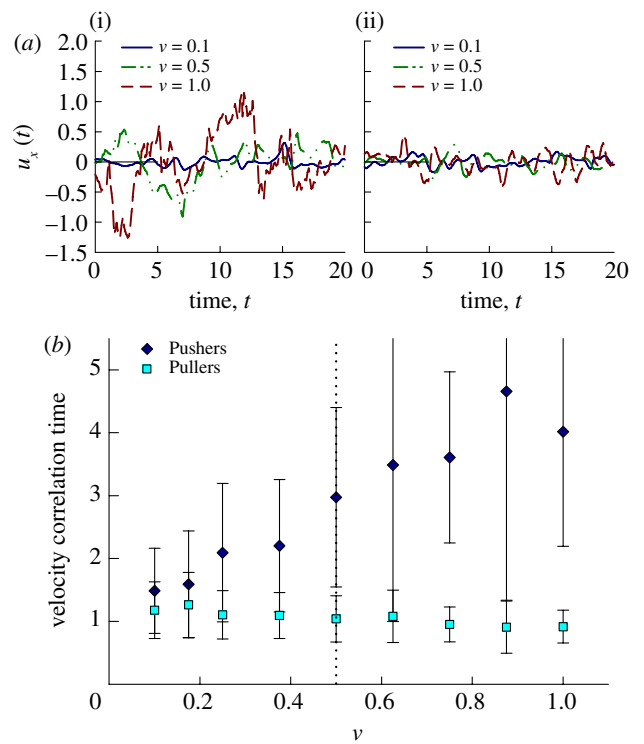 (i) (ii)
(a) 2.0
1.5
1.0
0.5
0
−0.5
−1.0
−1.5
u_x (t)
v = 0.1
v = 0.5
v = 1.0
v = 0.1
v = 0.5
v = 1.0
0 5 10 15 20 0 5 10 15 20
time, t time, t
(b)
Pushers
Pullers
5
4
3
2
1
velocity correlation time
0 0.2 0.4 0.6 0.8 1.0
v